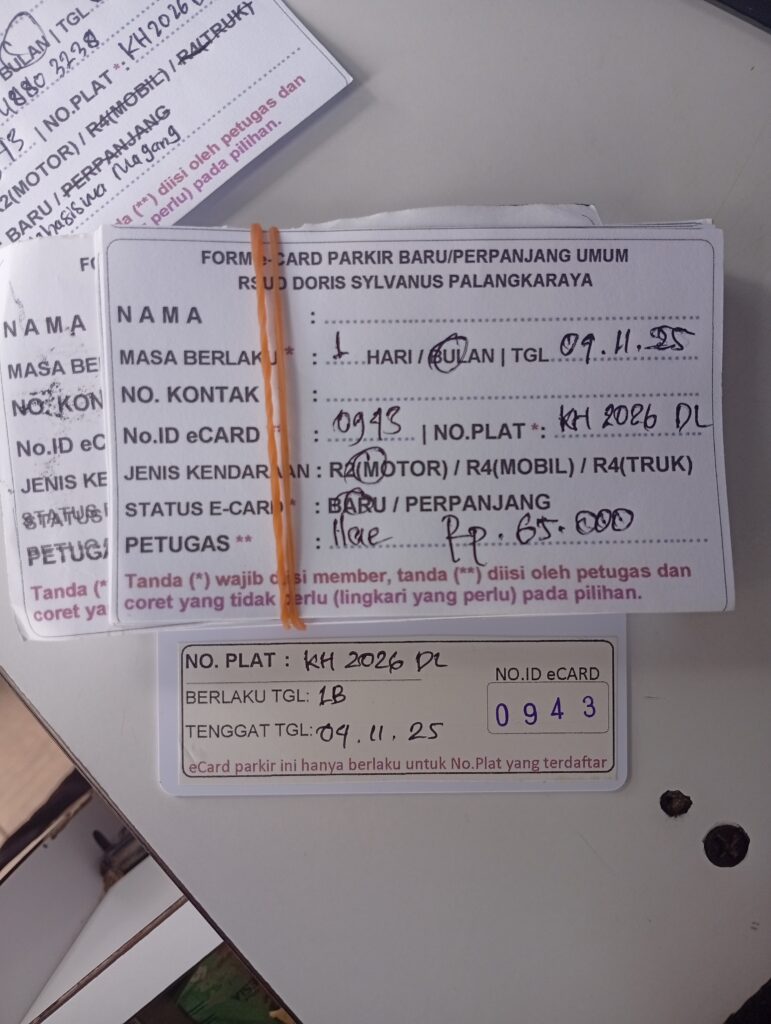 BULAN | TGL
4880 3238
| NO.PLAT *: KH 2026
R2(MOTOR) / R4(MOBIL) / R4(TRUK)
BARU / PERPANJANG
Magang
(**) diisi oleh petugas dan
perlu) pada pilihan.
NAMA
MASA BE
NO. KON
No.ID eC
JENIS KE
STATUS
PETUGA
Tanda (*
coret ya
FORM e-CARD PARKIR BARU/PERPANJANG UMUM
RSUD DORIS SYLVANUS PALANGKARAYA
NAMA :
MASA BERLAKU * : 1 HARI / BULAN | TGL 09.11.25
NO. KONTAK :
No.ID eCARD * : 0943 | NO.PLAT *: KH 2026 DL
JENIS KENDARAAN : R2(MOTOR) / R4(MOBIL) / R4(TRUK)
STATUS E-CARD * : BARU / PERPANJANG
PETUGAS ** : Rp. 65.000
Tanda (*) wajib diisi member, tanda (**) diisi oleh petugas dan
coret yang tidak perlu (lingkari yang perlu) pada pilihan.
NO. PLAT : KH 2026 DL
NO.ID eCARD
BERLAKU TGL: 1B
0943
TENGGAT TGL: 09.11.25
eCard parkir ini hanya berlaku untuk No.Plat yang terdaftar